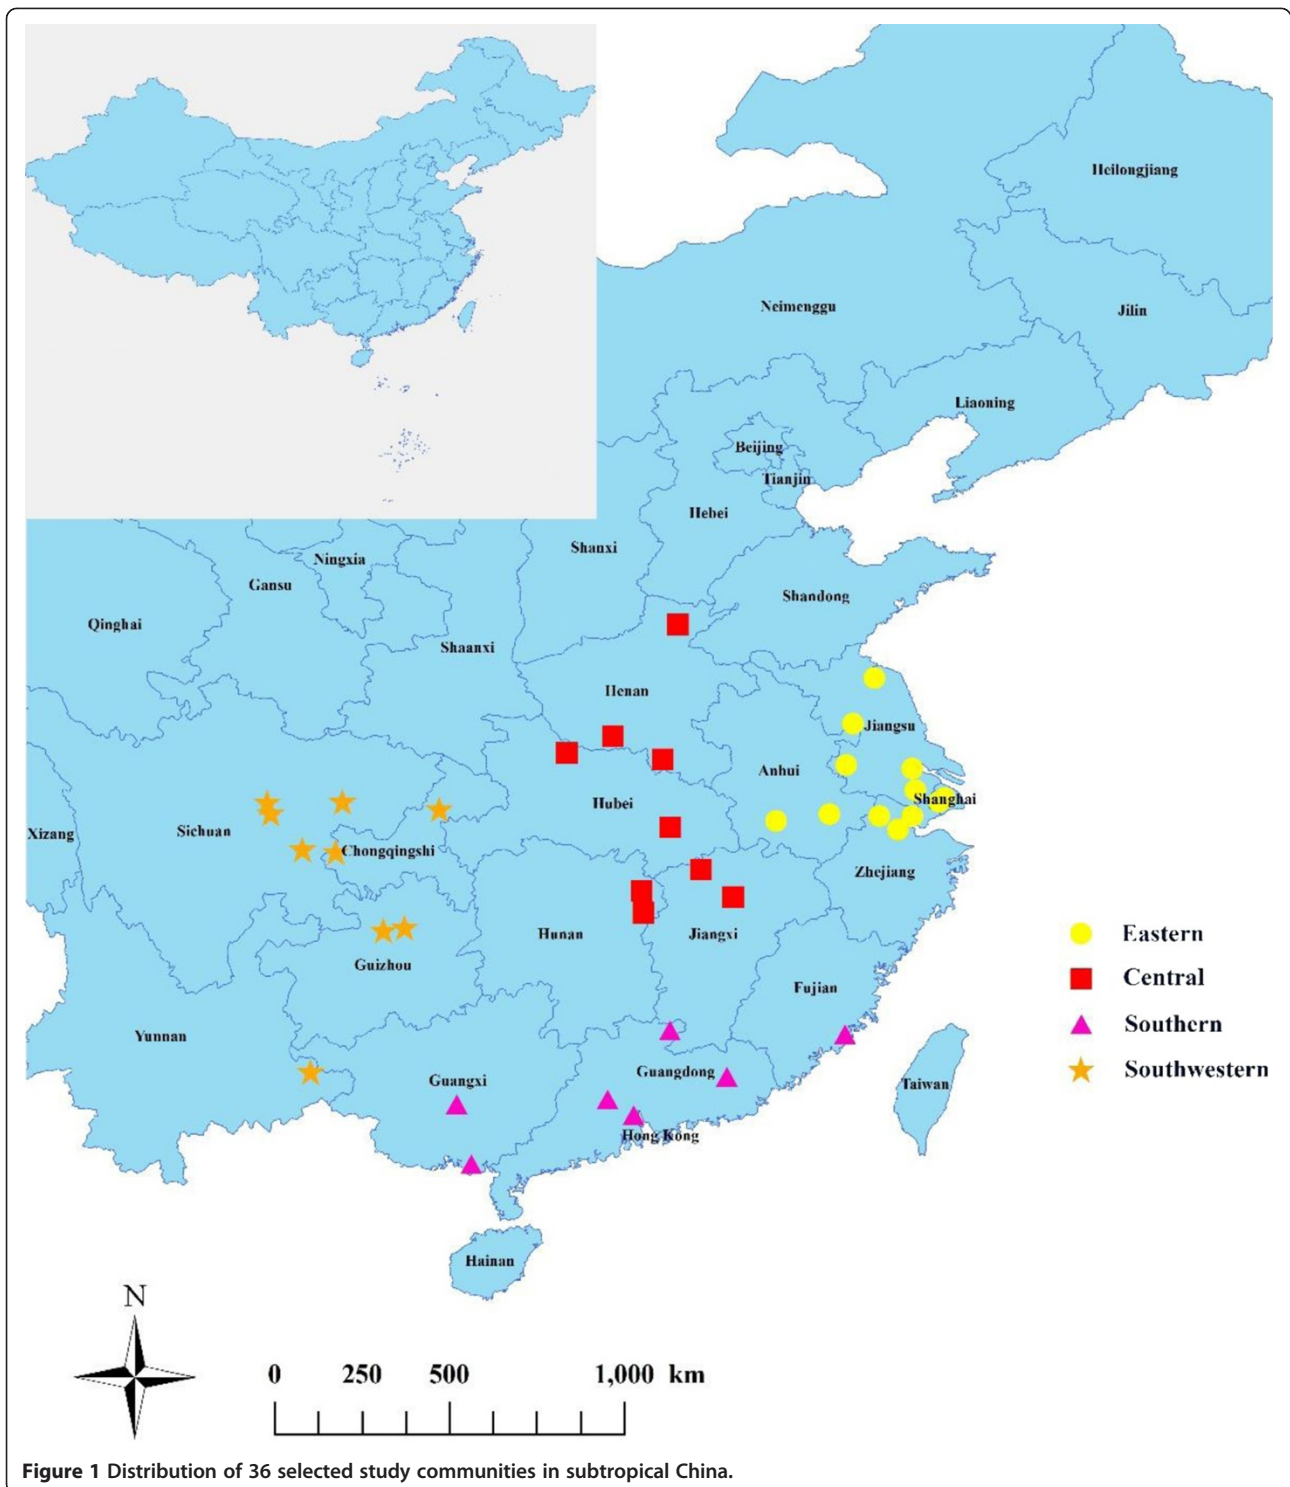 Heilongjiang
Neimenggu
Jilin
Liaoning
Beijing
Tianjin
Hebei
Shanxi
Ningxia
Gansu
Shandong
Qinghai
Shaanxi
Henan
Jiangsu
Anhui
Shanghai
Hubei
Xizang
Sichuan
Chongqingshi
Zhejiang
Hunan
Jiangxi
Guizhou
Fujian
Yunnan
Guangxi
Guangdong
Taiwan
Hong Kong
Hainan
Eastern
Central
Southern
Southwestern
N
0 250 500 1,000 km
Figure 1 Distribution of 36 selected study communities in subtropical China.